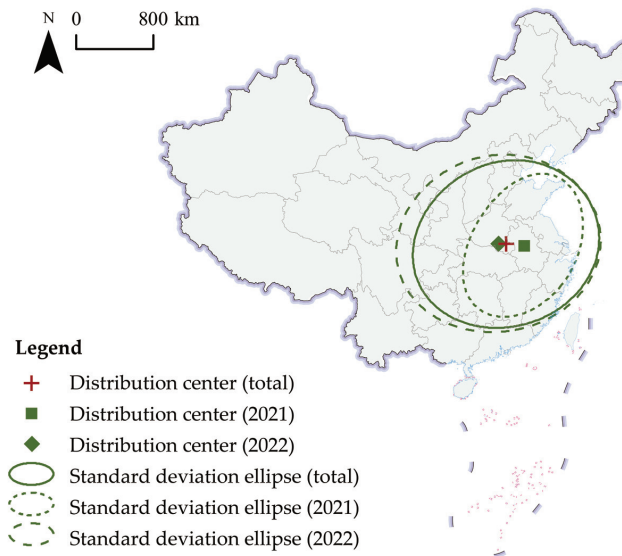 N
0 800 km
Legend
Distribution center (total)
Distribution center (2021)
Distribution center (2022)
Standard deviation ellipse (total)
Standard deviation ellipse (2021)
Standard deviation ellipse (2022)